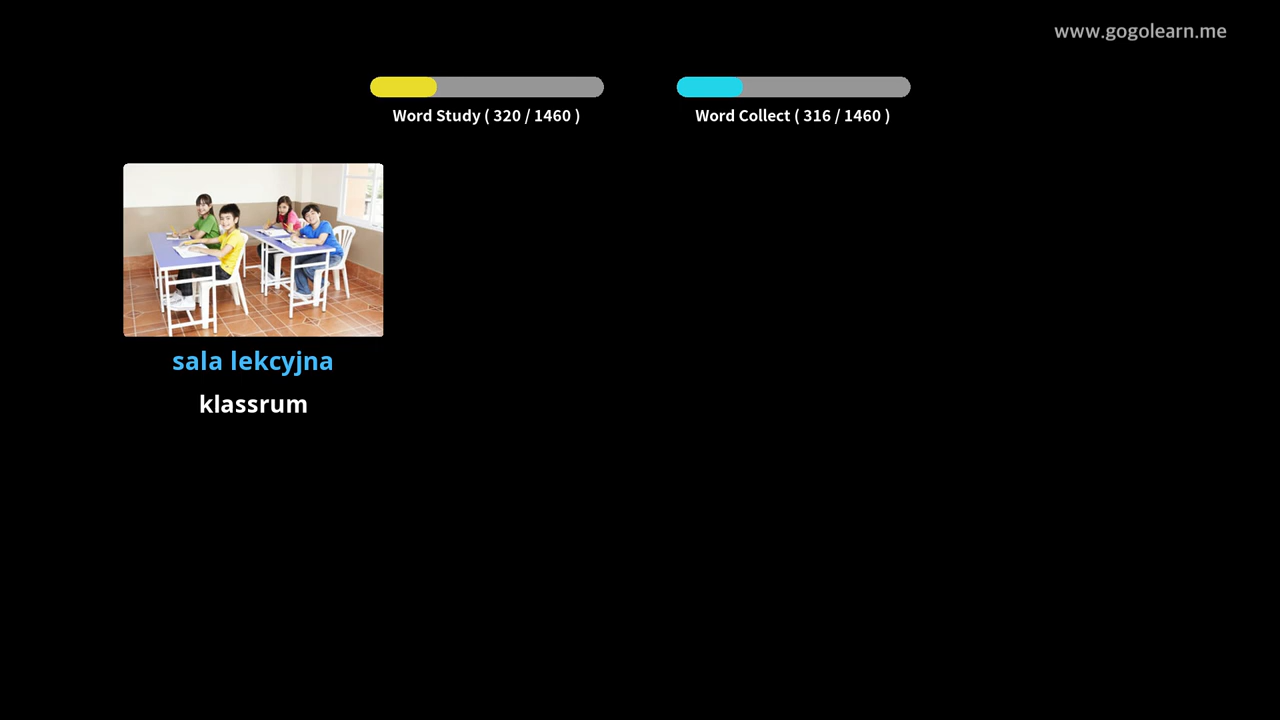 www.gogolearn.me
Word Study ( 320 / 1460 )
Word Collect ( 316 / 1460 )
sala lekcyjna
klassrum